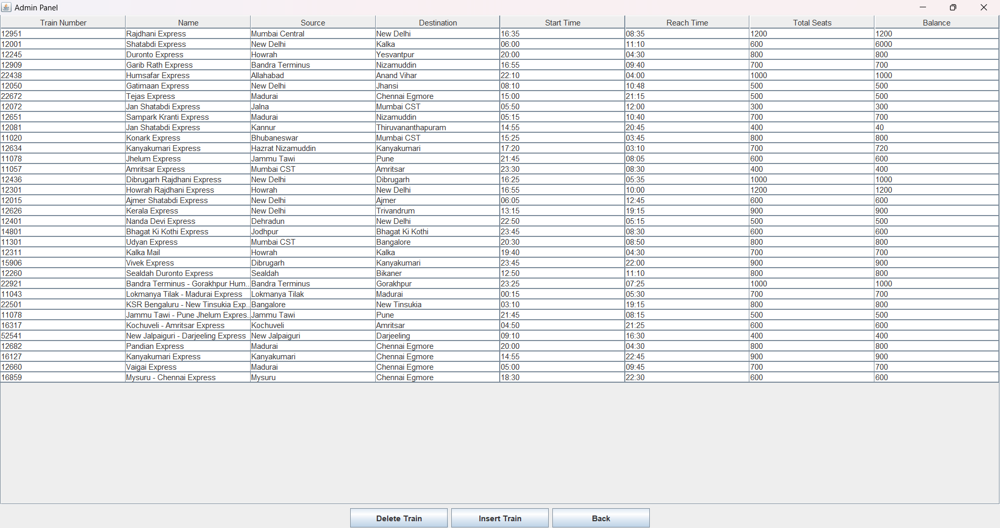 Admin Panel
Train Number Name Source Destination Start Time Reach Time Total Seats Balance
12951 Rajdhani Express Mumbai Central New Delhi 16:35 08:35 1200 1200
12001 Shatabdi Express New Delhi Kalka 06:00 11:10 600 6000
12245 Duronto Express Howrah Yesvantpur 20:00 04:30 800 800
12909 Garib Rath Express Bandra Terminus Nizamuddin 16:55 09:40 700 700
22438 Humsafar Express Allahabad Anand Vihar 22:10 04:00 1000 1000
12050 Gatimaan Express New Delhi Jhansi 08:10 10:48 500 500
22672 Tejas Express Madurai Chennai Egmore 15:00 21:15 500 500
12072 Jan Shatabdi Express Jalna Mumbai CST 05:50 12:00 300 300
12651 Sampark Kranti Express Madurai Nizamuddin 05:15 10:40 700 700
12081 Jan Shatabdi Express Kannur Thiruvananthapuram 14:55 20:45 400 40
11020 Konark Express Bhubaneswar Mumbai CST 15:25 03:45 800 800
12634 Kanyakumari Express Hazrat Nizamuddin Kanyakumari 17:20 03:10 700 720
11078 Jhelum Express Jammu Tawi Pune 21:45 08:05 600 600
11057 Amritsar Express Mumbai CST Amritsar 23:30 08:30 400 400
12436 Dibrugarh Rajdhani Express New Delhi Dibrugarh 16:25 05:35 1000 1000
12301 Howrah Rajdhani Express Howrah New Delhi 16:55 10:00 1200 1200
12015 Ajmer Shatabdi Express New Delhi Ajmer 06:05 12:45 600 600
12626 Kerala Express New Delhi Trivandrum 13:15 19:15 900 900
12401 Nanda Devi Express Dehradun New Delhi 22:50 05:15 500 500
14801 Bhagat Ki Kothi Express Jodhpur Bhagat Ki Kothi 23:45 08:30 600 600
11301 Udyan Express Mumbai CST Bangalore 20:30 08:50 800 800
12311 Kalka Mail Howrah Kalka 19:40 04:30 700 700
15906 Vivek Express Dibrugarh Kanyakumari 23:45 22:00 900 900
12260 Sealdah Duronto Express Sealdah Bikaner 12:50 11:10 800 800
22921 Bandra Terminus - Gorakhpur Hum... Bandra Terminus Gorakhpur 23:25 07:25 1000 1000
11043 Lokmanya Tilak - Madurai Express Lokmanya Tilak Madurai 00:15 05:30 700 700
22501 KSR Bengaluru - New Tinsukia Exp... Bangalore New Tinsukia 03:10 19:15 800 800
11078 Jammu Tawi - Pune Jhelum Expres... Jammu Tawi Pune 21:45 08:15 500 500
16317 Kochuveli - Amritsar Express Kochuveli Amritsar 04:50 21:25 600 600
52541 New Jalpaiguri - Darjeeling Express New Jalpaiguri Darjeeling 09:10 16:30 400 400
12682 Pandian Express Madurai Chennai Egmore 20:00 04:30 800 800
16127 Kanyakumari Express Kanyakumari Chennai Egmore 14:55 22:45 900 900
12660 Vaigai Express Madurai Chennai Egmore 05:00 09:45 700 700
16859 Mysuru - Chennai Express Mysuru Chennai Egmore 18:30 22:30 600 600
Delete Train Insert Train Back